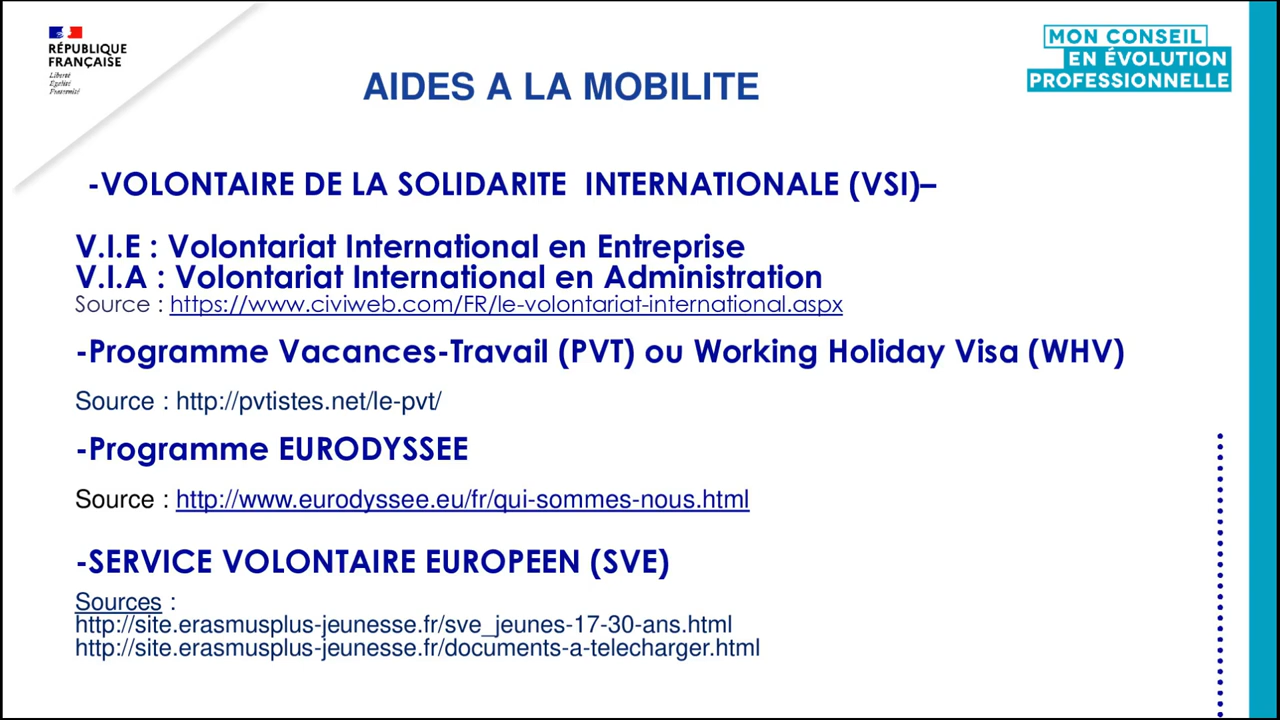 RÉPUBLIQUE
FRANÇAISE
Liberté
Égalité
Fraternité
MON CONSEIL
EN ÉVOLUTION
PROFESSIONNELLE
AIDES A LA MOBILITE
-VOLONTAIRE DE LA SOLIDARITE INTERNATIONALE (VSI)–
V.I.E : Volontariat International en Entreprise
V.I.A : Volontariat International en Administration
Source : https://www.civiweb.com/FR/le-volontariat-international.aspx
-Programme Vacances-Travail (PVT) ou Working Holiday Visa (WHV)
Source : http://pvtistes.net/le-pvt/
-Programme EURODYSSEE
Source : http://www.eurodyssee.eu/fr/qui-sommes-nous.html
-SERVICE VOLONTAIRE EUROPEEN (SVE)
Sources :
http://site.erasmusplus-jeunesse.fr/sve_jeunes-17-30-ans.html
http://site.erasmusplus-jeunesse.fr/documents-a-telecharger.html